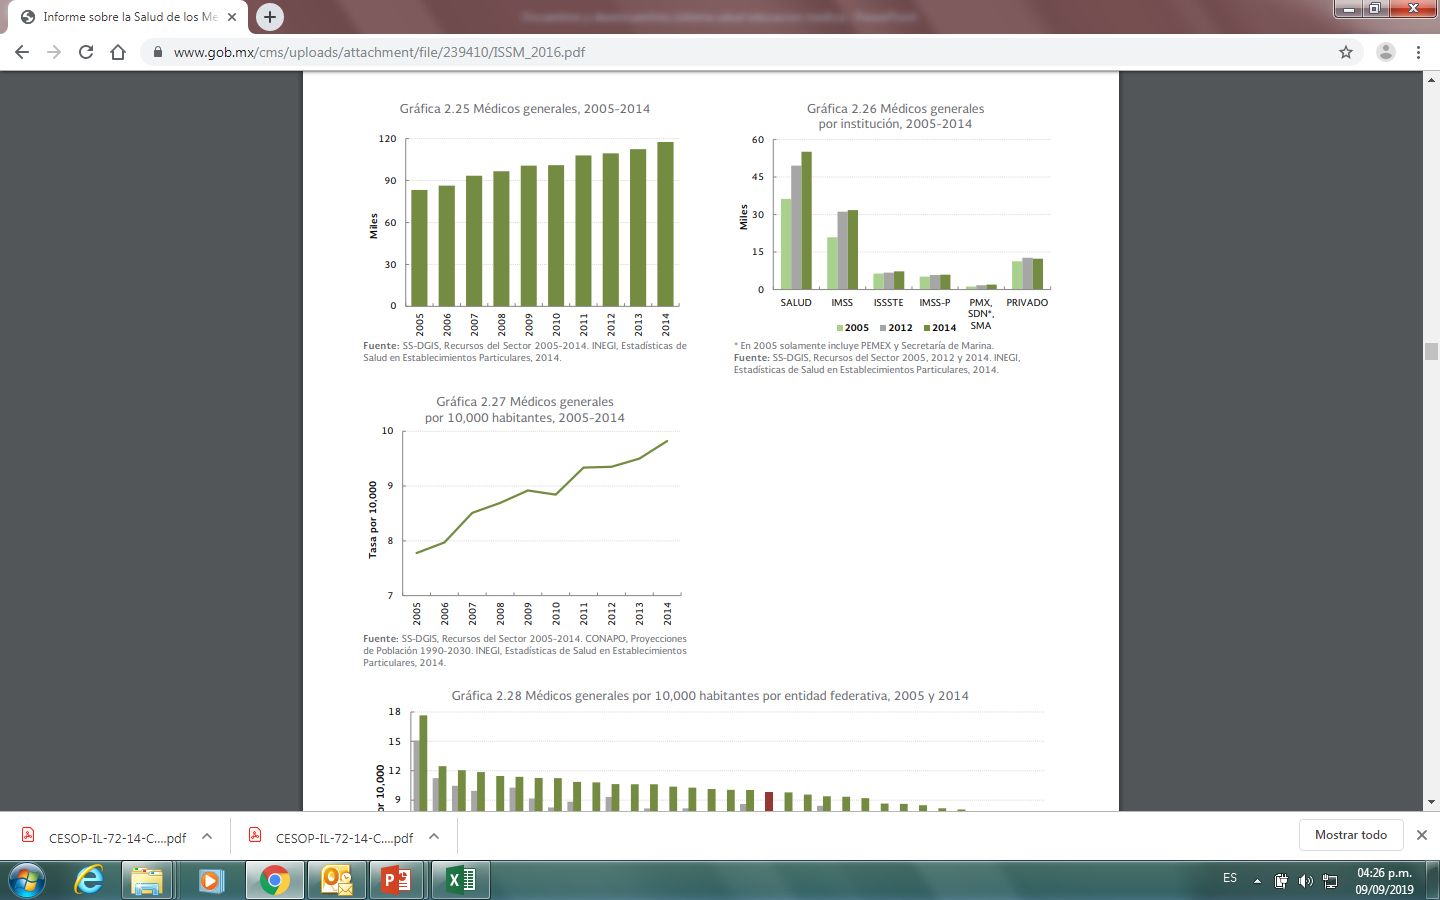 Informe sobre la Salud de los Me
www.gob.mx/cms/uploads/attachment/file/239410/ISSM_2016.pdf
Gráfica 2.25 Médicos generales, 2005-2014
120
90
60
30
0
Miles
2005
2006
2007
2008
2009
2010
2011
2012
2013
2014
Fuente: SS-DGIS, Recursos del Sector 2005-2014. INEGI, Estadísticas de
Salud en Establecimientos Particulares, 2014.
Gráfica 2.26 Médicos generales
por institución, 2005-2014
60
45
30
15
0
Miles
SALUD
IMSS
ISSSTE
IMSS-P
PMX,
SDN*,
SMA
PRIVADO
2005
2012
2014
* En 2005 solamente incluye PEMEX y Secretaría de Marina.
Fuente: SS-DGIS, Recursos del Sector 2005, 2012 y 2014. INEGI,
Estadísticas de Salud en Establecimientos Particulares, 2014.
Gráfica 2.27 Médicos generales
por 10,000 habitantes, 2005-2014
10
9
8
7
Tasa por 10,000
2005
2006
2007
2008
2009
2010
2011
2012
2013
2014
Fuente: SS-DGIS, Recursos del Sector 2005-2014. CONAPO, Proyecciones
de Población 1990-2030. INEGI, Estadísticas de Salud en Establecimientos
Particulares, 2014.
Gráfica 2.28 Médicos generales por 10,000 habitantes por entidad federativa, 2005 y 2014
18
15
12
9
10,000
CESOP-IL-72-14-C....pdf
CESOP-IL-72-14-C....pdf
Mostrar todo
ES
04:26 p.m.
09/09/2019